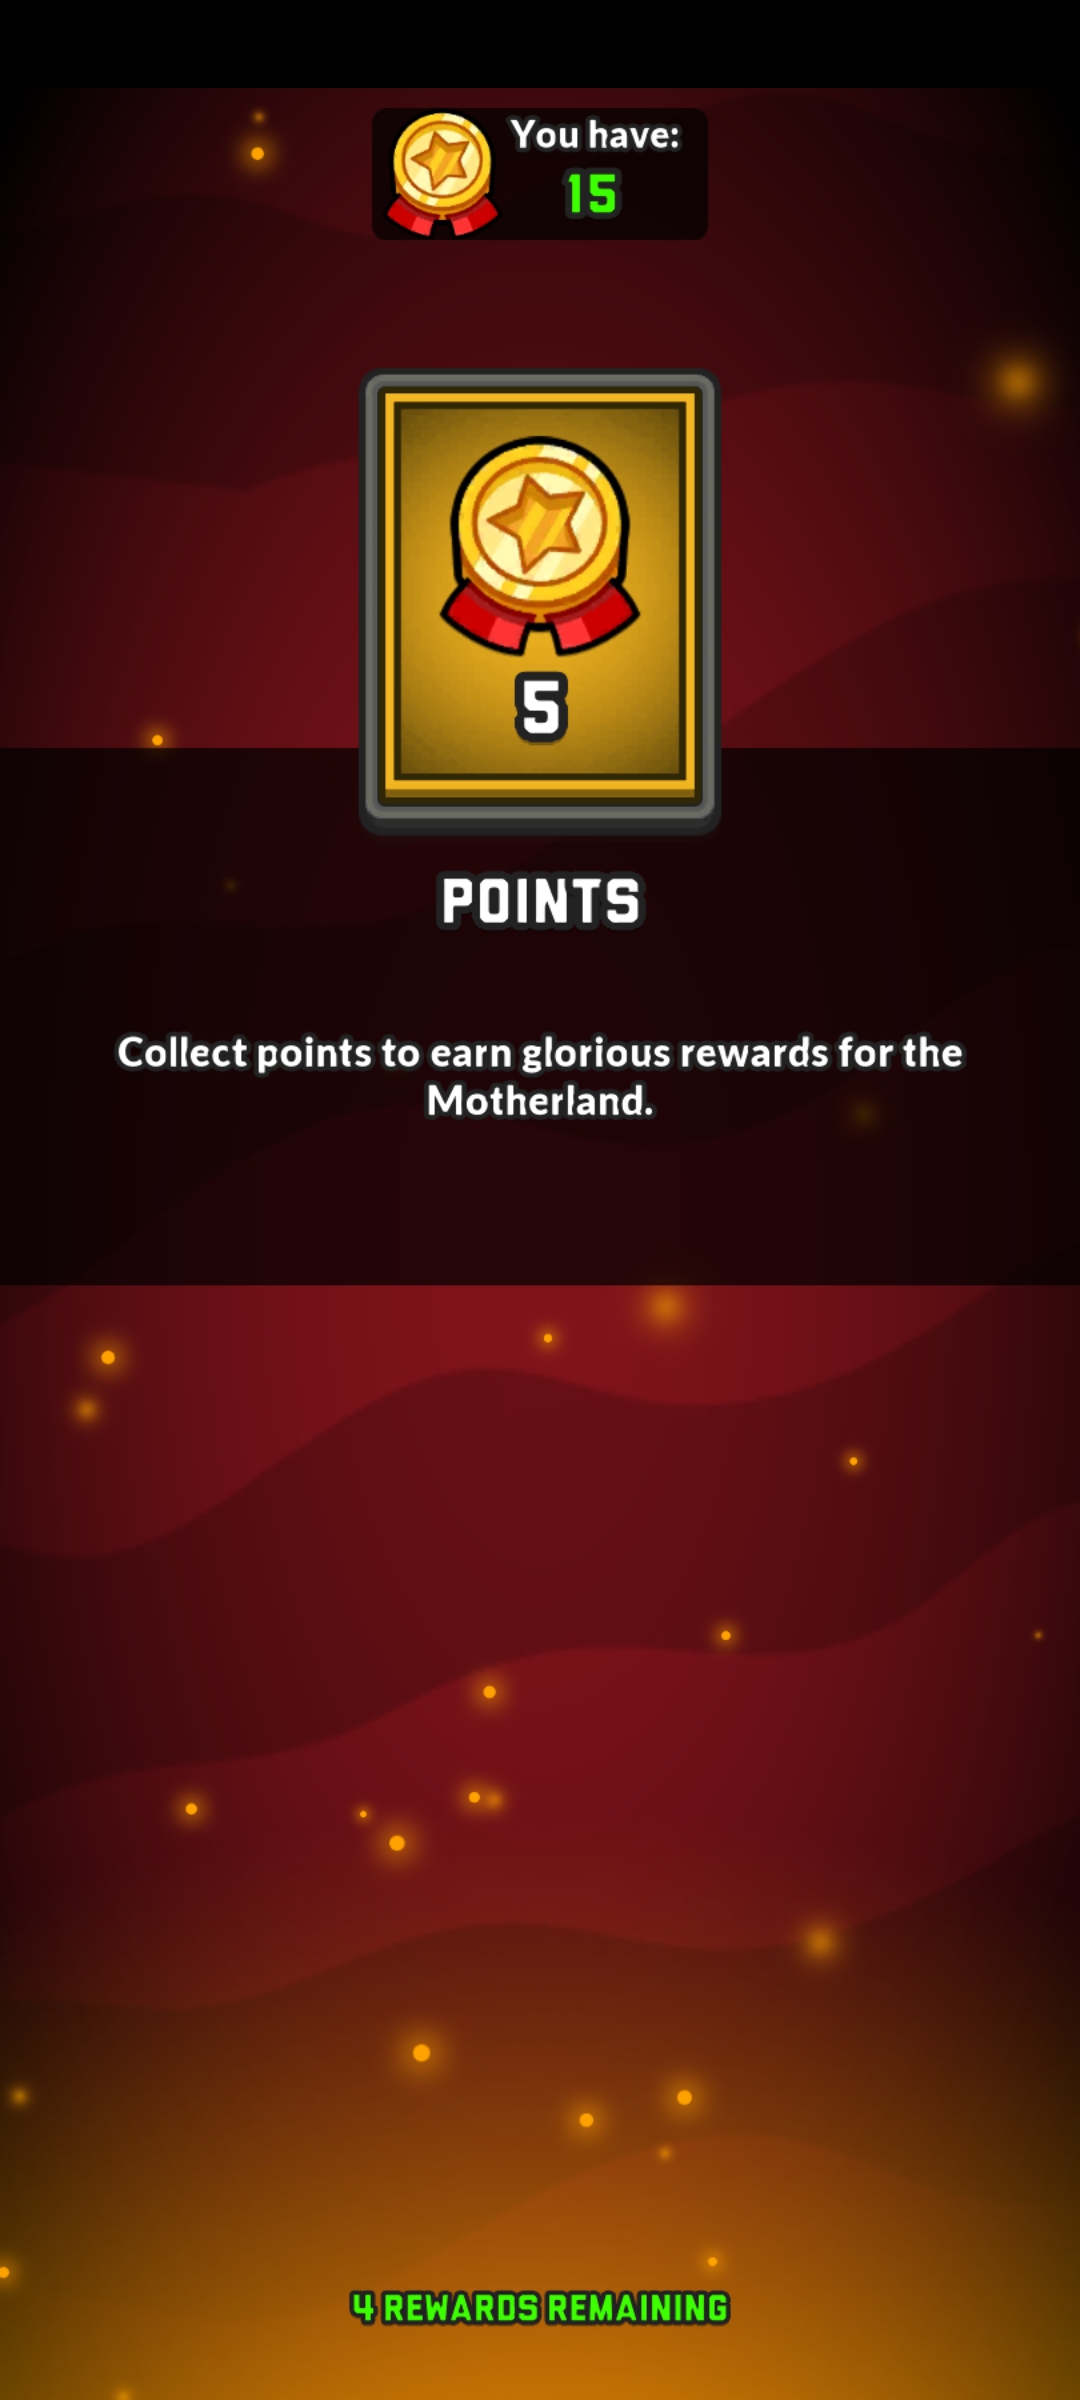 You have:
15
5
POINTS
Collect points to earn glorious rewards for the
Motherland.
4 REWARDS REMAINING